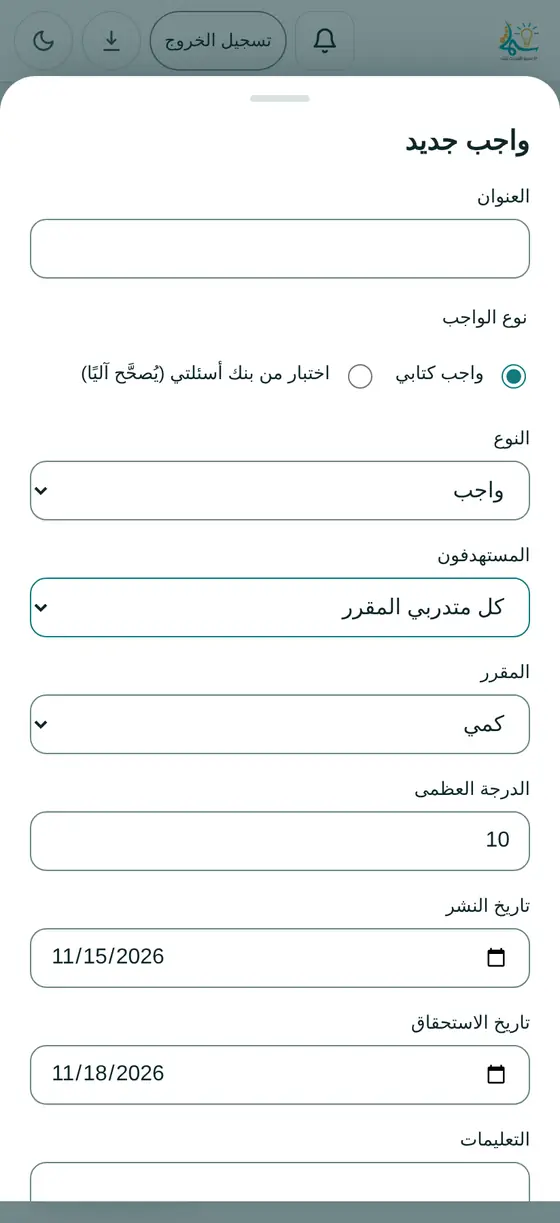 تسجيل الخروج
واجب جديد
العنوان
نوع الواجب
واجب كتابي
اختبار من بنك أسئلتي (يُصحَّح آليًا)
النوع
واجب
المستهدفون
كل متدربي المقرر
المقرر
كمي
الدرجة العظمى
10
تاريخ النشر
11/15/2026
تاريخ الاستحقاق
11/18/2026
التعليمات